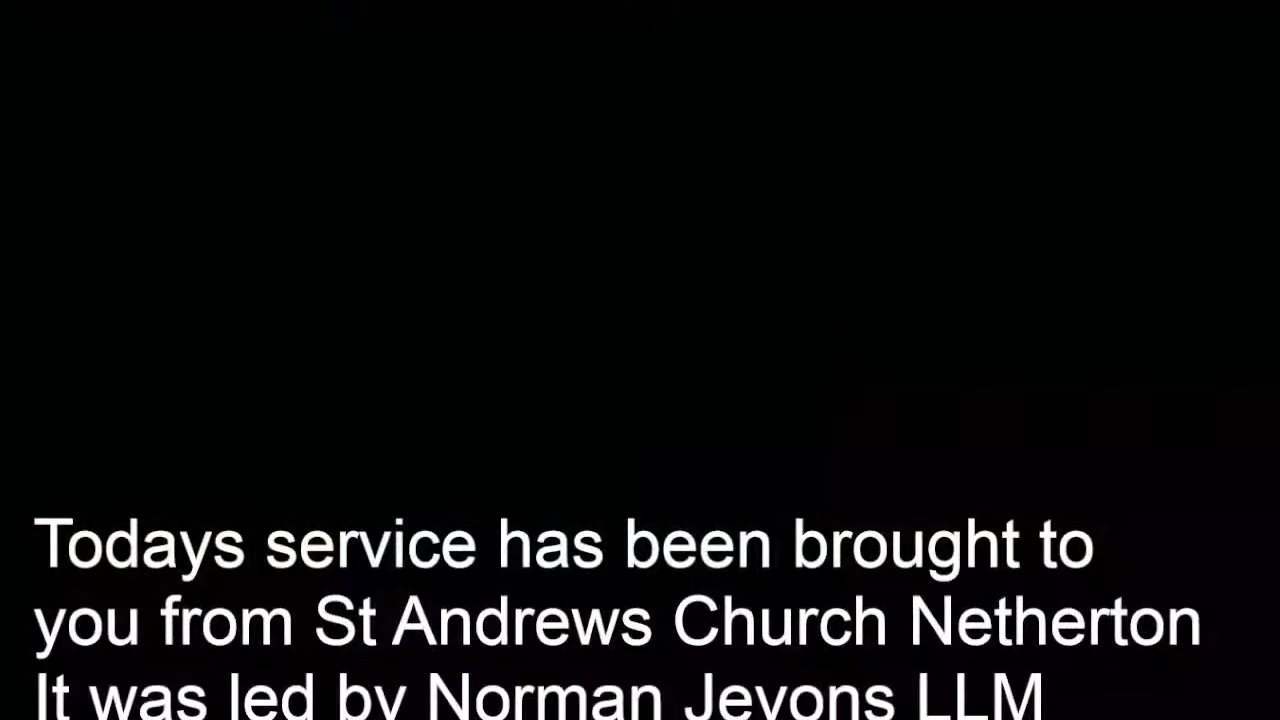 Todays service has been brought to
you from St Andrews Church Netherton
It was led by Norman Jevons LLM